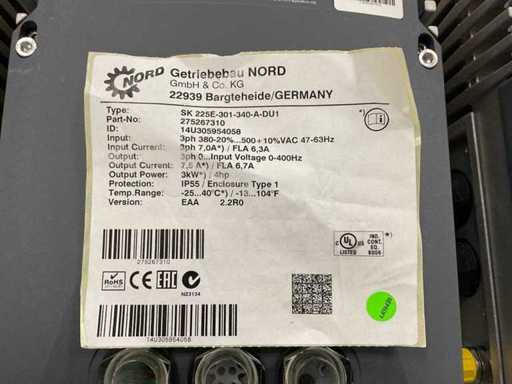 NORD
Getriebebau NORD
GmbH & Co. KG
22939 Bargteheide/GERMANY
Type: SK 225E-301-340-A-DU1
Part-No: 275267310
ID: 14U305954058
Input: 3ph 380-20%...500+10%VAC 47-63Hz
Input Current: 3ph 7,0A*) / FLA 6,3A
Output: 3ph 0...Input Voltage 0-400Hz
Output Current: 7,5 A*) / FLA 6,7A
Output Power: 3kW*) / 4hp
Protection: IP55 / Enclosure Type 1
Temp.Range: -25...40°C*) / -13...104°F
Version: EAA 2.2R0
275267310
c UL US
LISTED
IND.
CONT.
EQ.
*)
RoHS
CE
EAC
N23134
14U305954058